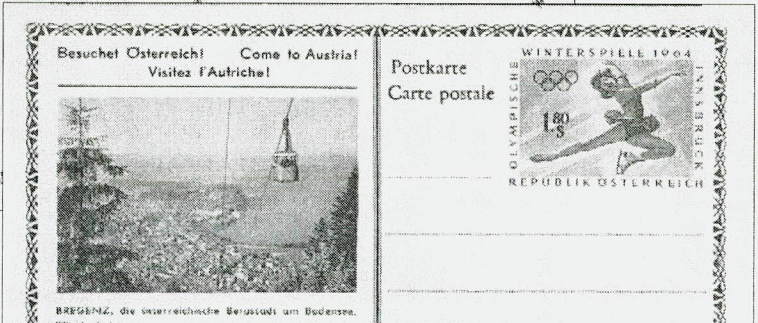 Besuchet Österreich! Come to Austria!
Visitez l'Autriche!
BREGENZ, die österreichische Bergstadt am Bodensee.
Postkarte
Carte postale
WINTERSPIELE 1964
OLYMPISCHE
INNSBRUCK
1.80
S
REPUBLIK ÖSTERREICH